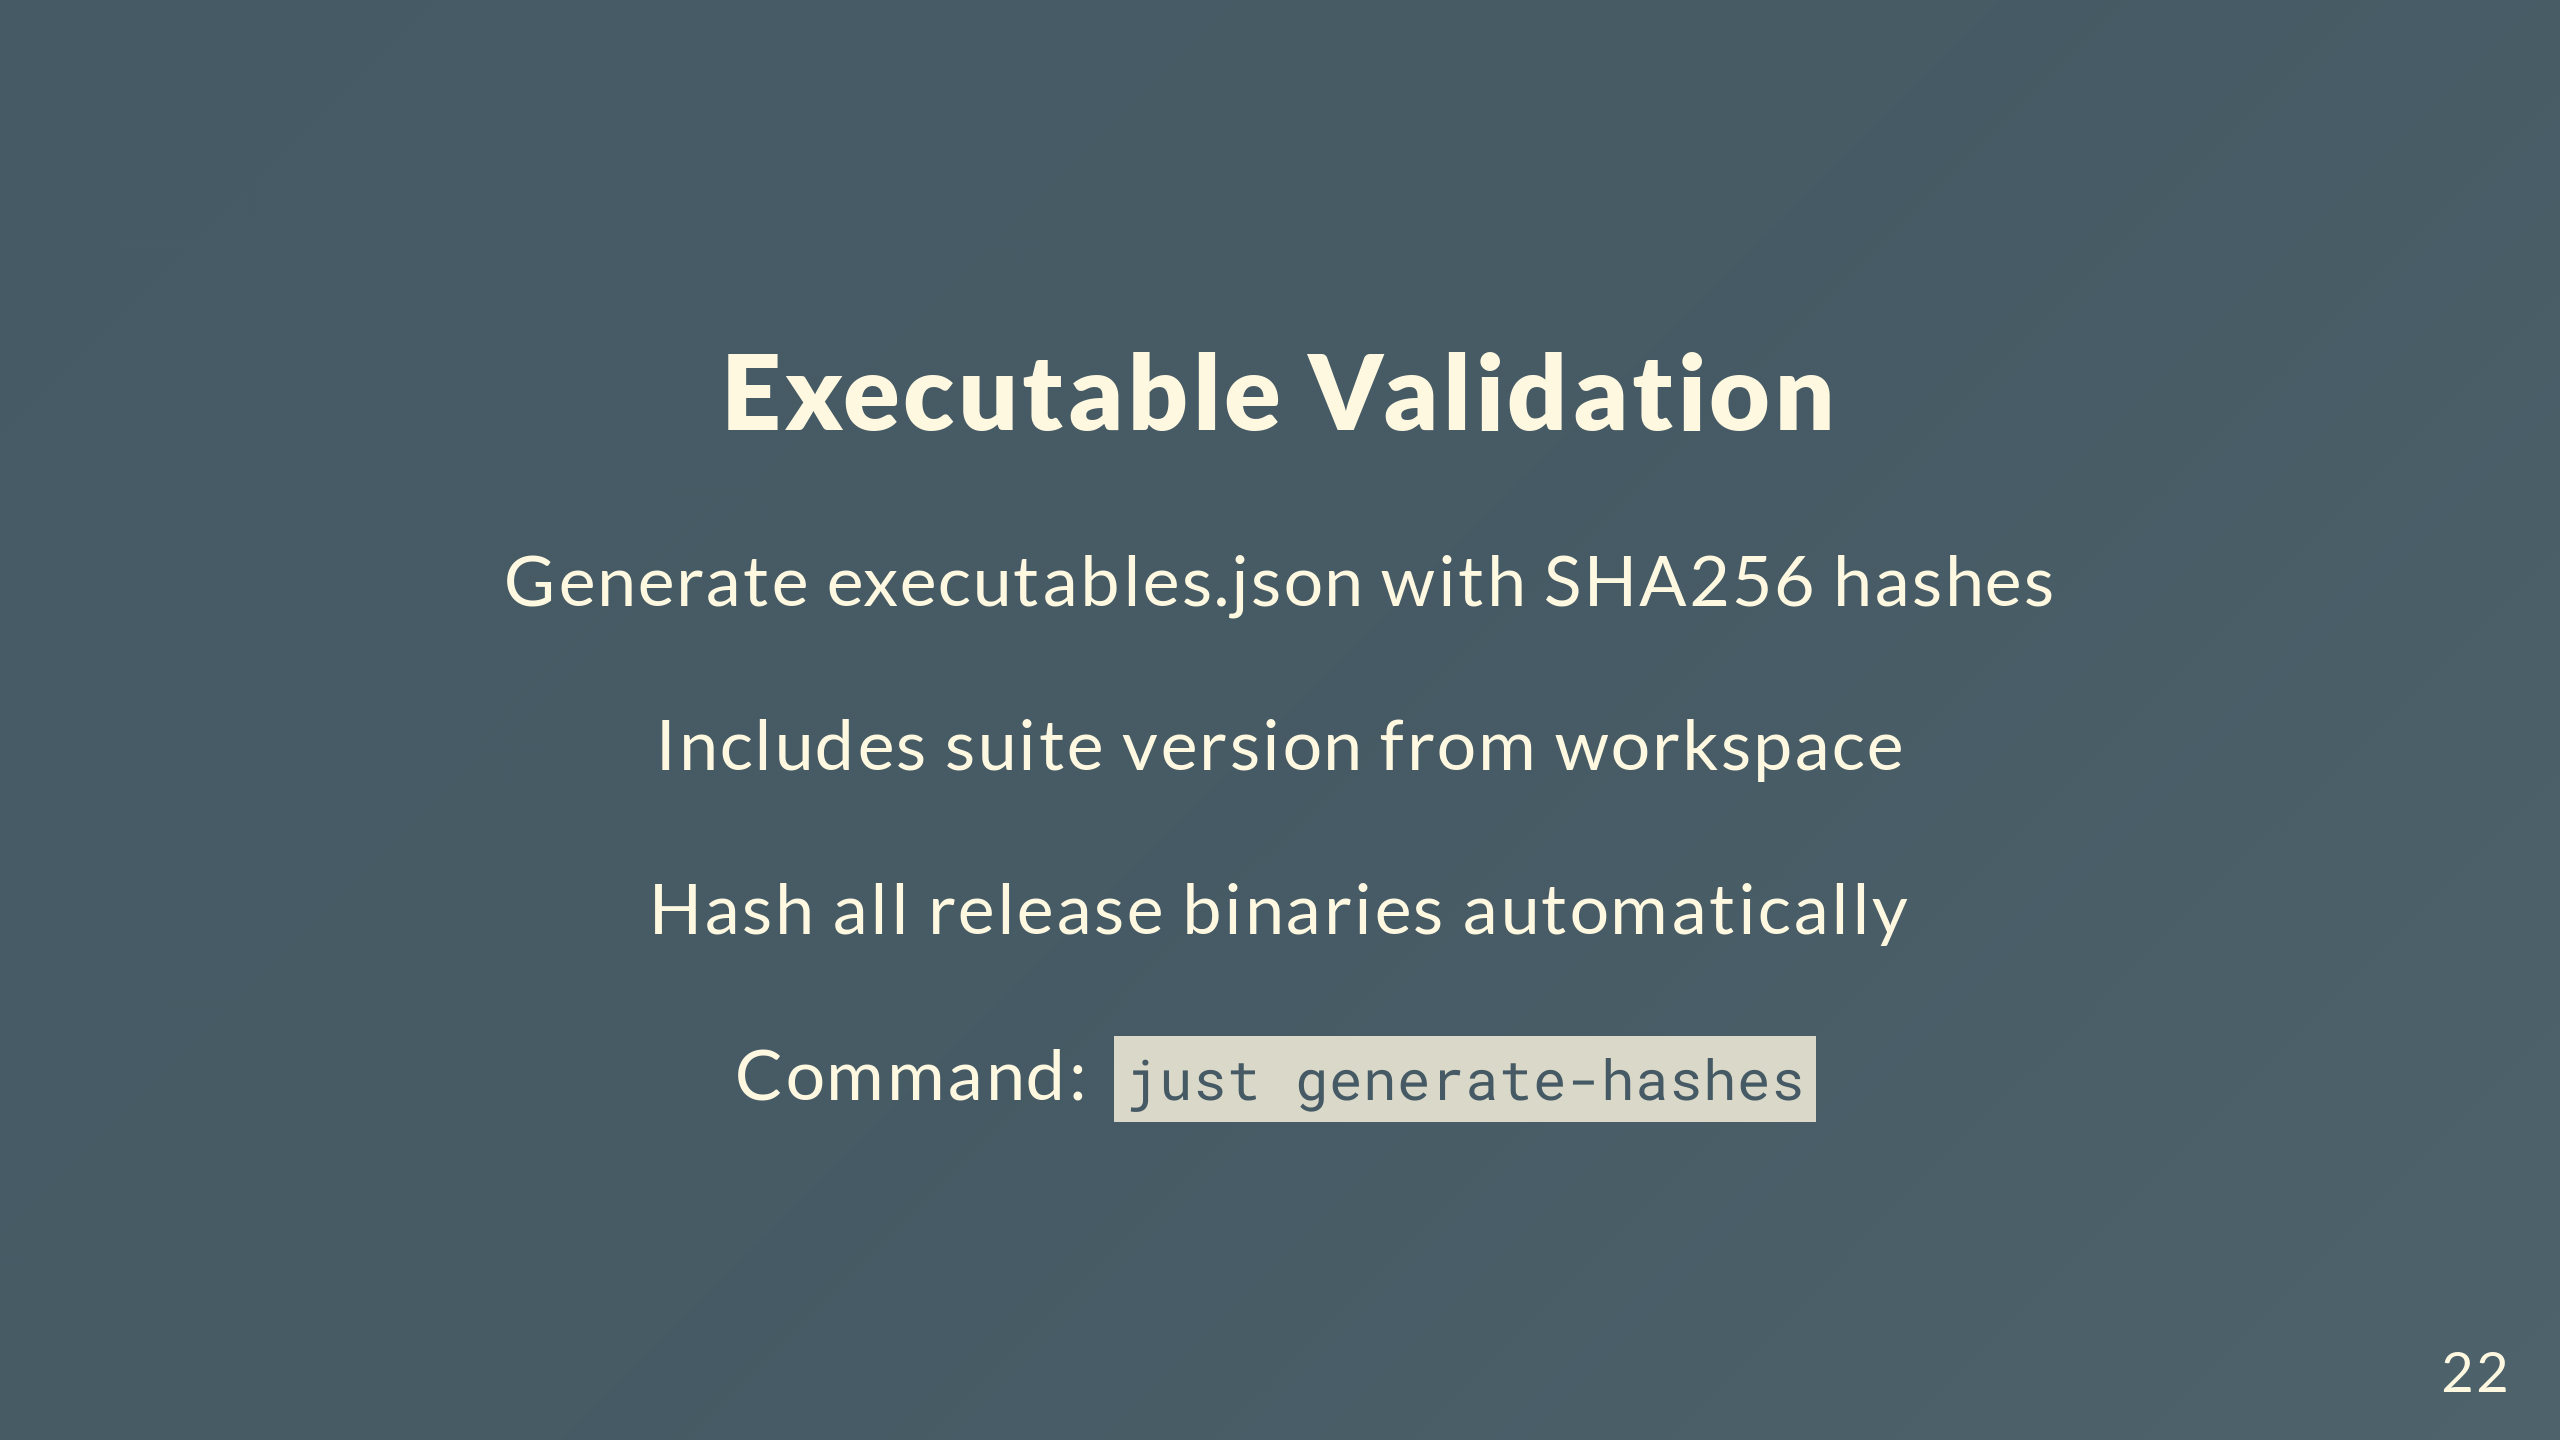 Executable Validation
Generate executables.json with SHA256 hashes
Includes suite version from workspace
Hash all release binaries automatically
Command: just generate-hashes
22